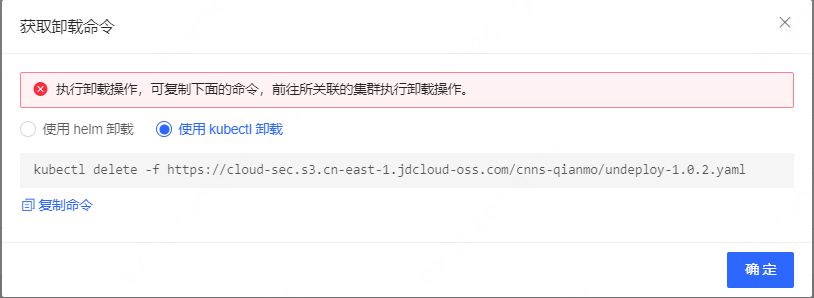 获取卸载命令
执行卸载操作，可复制下面的命令，前往所关联的集群执行卸载操作。
使用 helm 卸载 使用 kubectl 卸载
kubectl delete -f https://cloud-sec.s3.cn-east-1.jdcloud-oss.com/cnns-qianmo/undeploy-1.0.2.yaml
复制命令
确定